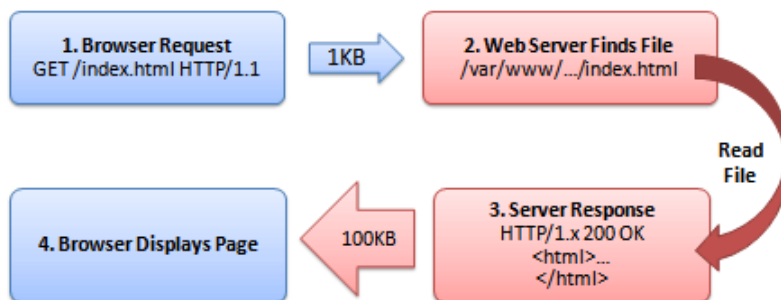 1. Browser Request
GET /index.html HTTP/1.1
1KB
2. Web Server Finds File
/var/www/.../index.html
Read
File
3. Server Response
HTTP/1.x 200 OK
<html>...
</html>
100KB
4. Browser Displays Page